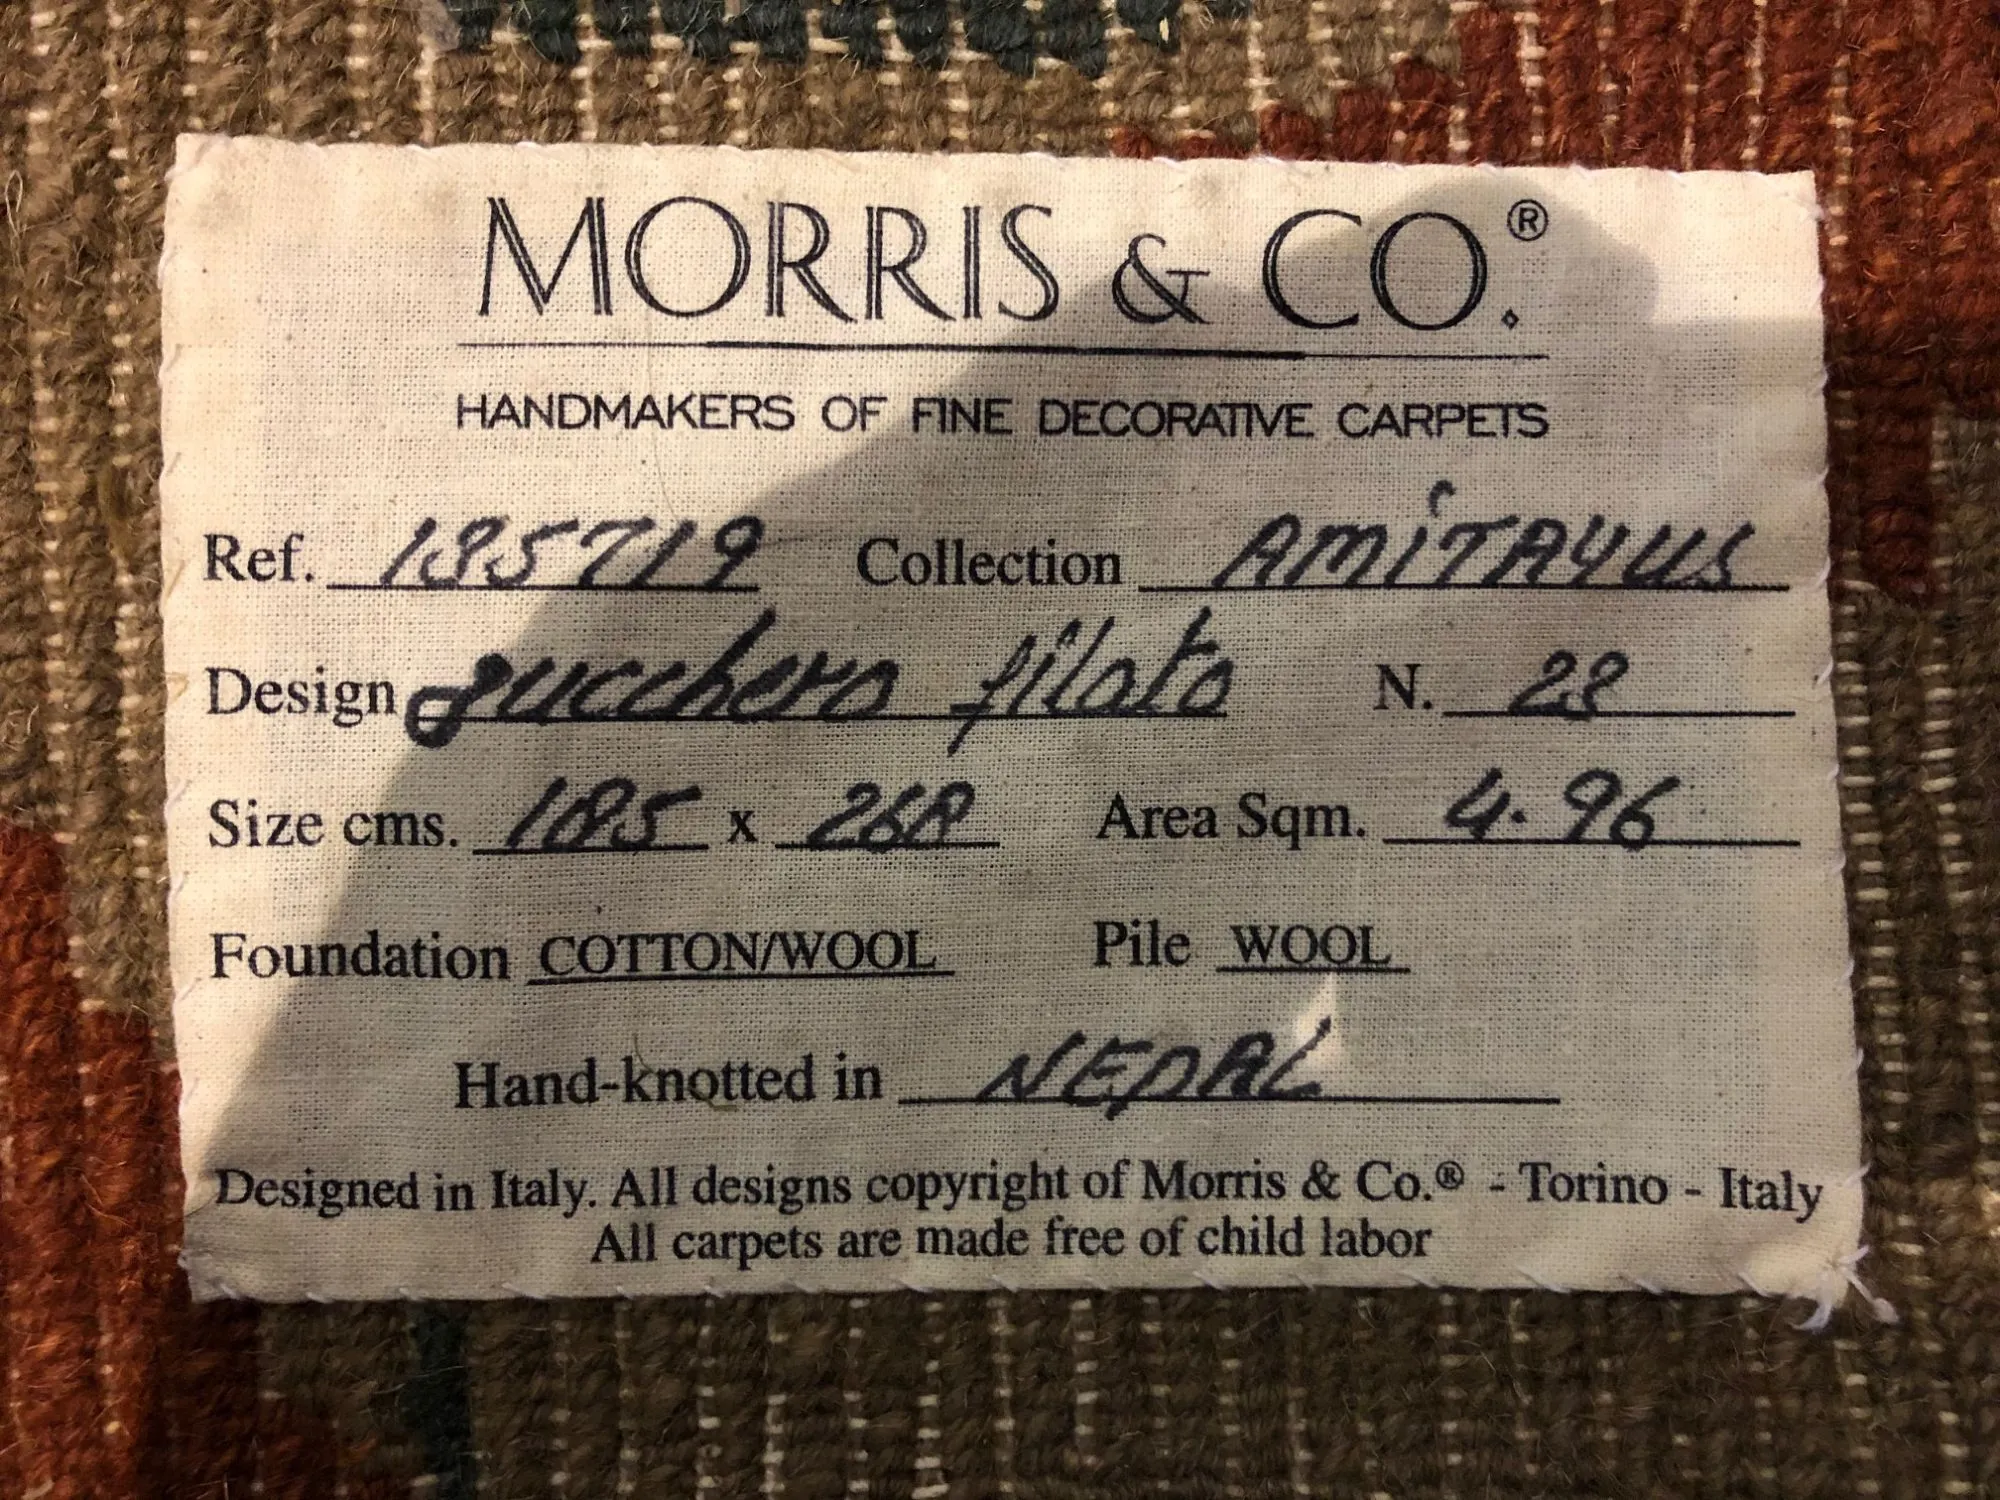 MORRIS & CO.®
HANDMAKERS OF FINE DECORATIVE CARPETS
Ref. 135719 Collection AMiTAYUS
Design zucchero filato N. 23
Size cms. 185 x 268 Area Sqm. 4.96
Foundation COTTON/WOOL Pile WOOL
Hand-knotted in NEPAL
Designed in Italy. All designs copyright of Morris & Co.® - Torino - Italy
All carpets are made free of child labor